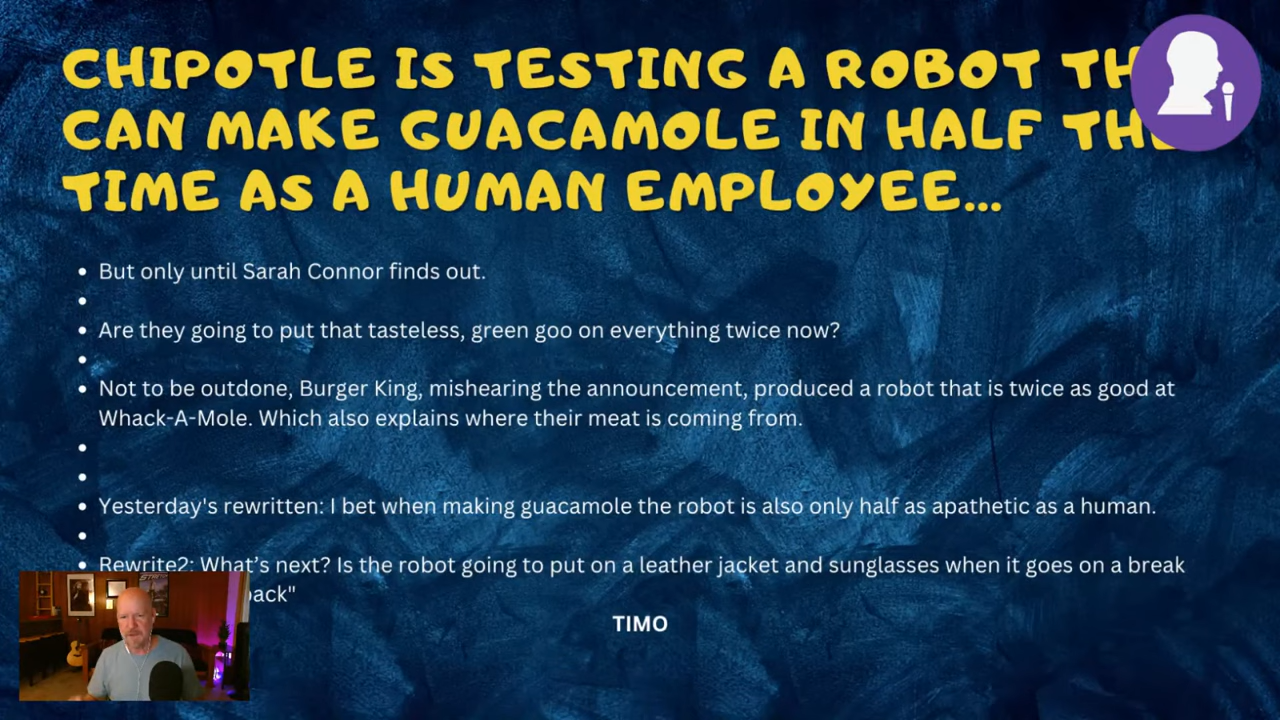 CHIPOTLE IS TESTING A ROBOT TH
CAN MAKE GUACAMOLE IN HALF THE
TIME AS A HUMAN EMPLOYEE...
• But only until Sarah Connor finds out.
•
• Are they going to put that tasteless, green goo on everything twice now?
•
• Not to be outdone, Burger King, mishearing the announcement, produced a robot that is twice as good at
Whack-A-Mole. Which also explains where their meat is coming from.
•
•
• Yesterday's rewritten: I bet when making guacamole the robot is also only half as apathetic as a human.
•
• Rewrite2: What's next? Is the robot going to put on a leather jacket and sunglasses when it goes on a break
back"
TIMO